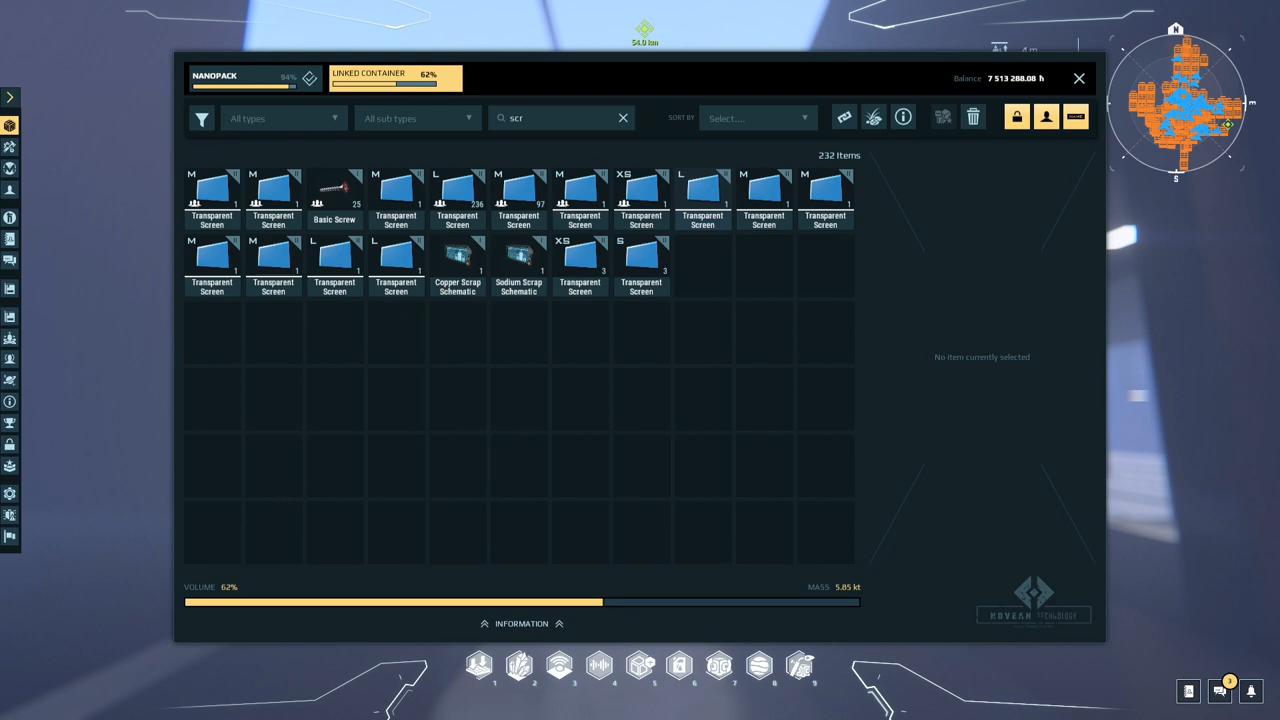 54.0 km
NANOPACK 94%
LINKED CONTAINER 62%
Balance 7 513 288.08 ħ
All types
All sub types
scr
SORT BY
Select....
232 Items
M 1 Transparent Screen
M 1 Transparent Screen
25 Basic Screw
M 1 Transparent Screen
L 236 Transparent Screen
M 97 Transparent Screen
M 1 Transparent Screen
XS 1 Transparent Screen
L 1 Transparent Screen
M 1 Transparent Screen
M 1 Transparent Screen
M 1 Transparent Screen
M 1 Transparent Screen
L 1 Transparent Screen
L 1 Transparent Screen
1 Copper Scrap Schematic
1 Sodium Scrap Schematic
XS 3 Transparent Screen
S 3 Transparent Screen
No item currently selected
VOLUME 62%
MASS 5.85 kt
INFORMATION
NOVEAN TECHNOLOGY
1 2 3 4 5 6 7 8 9
N
S
4 m
3